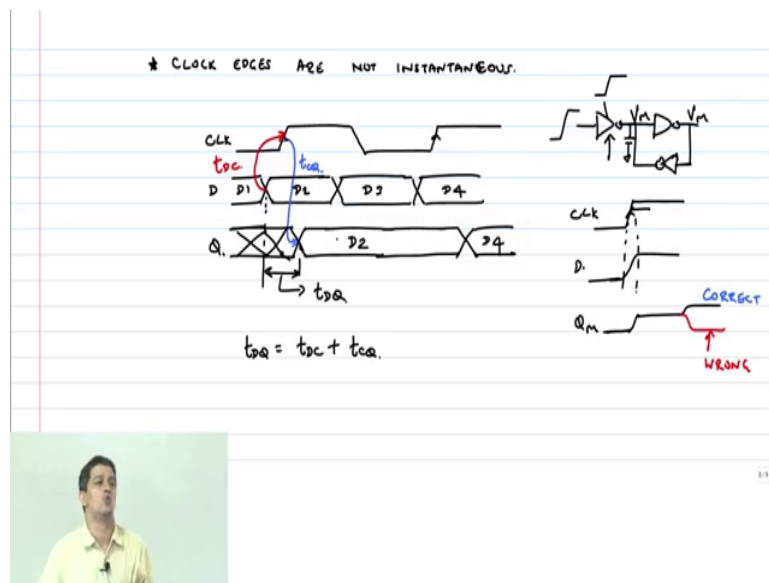 * CLOCK EDGES ARE NOT INSTANTANEOUS.
CLK
tDC.
tCQ.
D D1 D2 D3 D4
Q. D2 D4
tDQ
tDQ = tDC + tCQ.
VM VM
CLK
D.
QM
CORRECT
WRONG